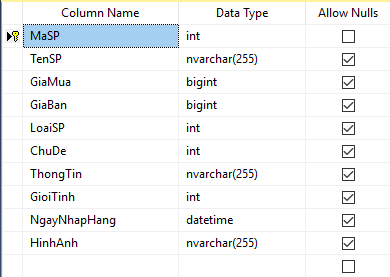 Column Name Data Type Allow Nulls
MaSP int
TenSP nvarchar(255)
GiaMua bigint
GiaBan bigint
LoaiSP int
ChuDe int
ThongTin nvarchar(255)
GioiTinh int
NgayNhapHang datetime
HinhAnh nvarchar(255)